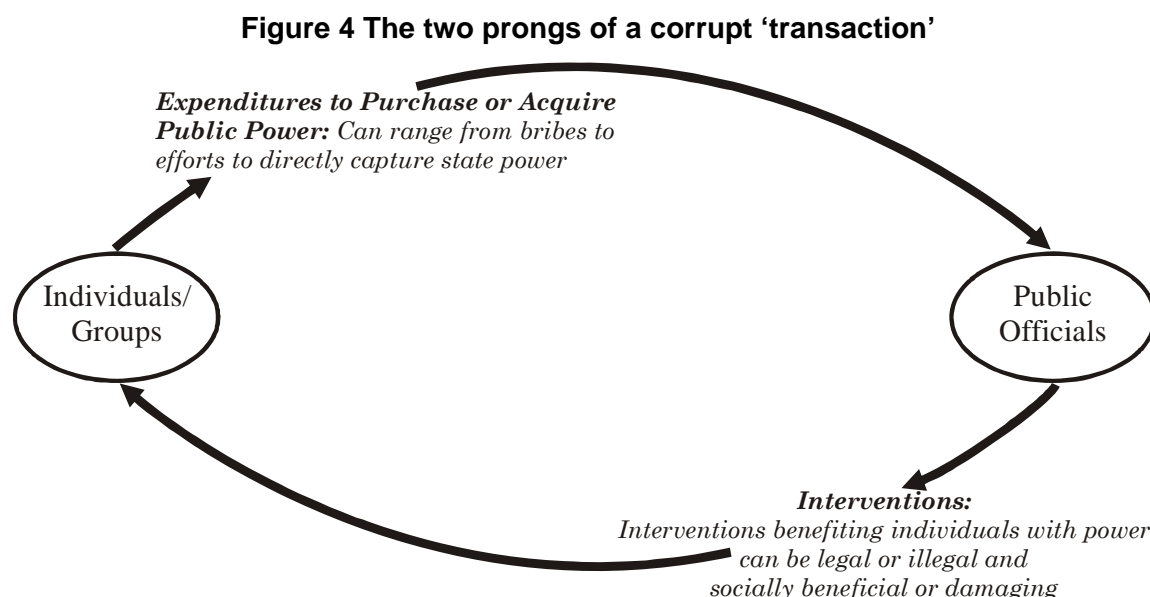 Figure 4 The two prongs of a corrupt ‘transaction’
Expenditures to Purchase or Acquire
Public Power: Can range from bribes to
efforts to directly capture state power
Individuals/
Groups
Public
Officials
Interventions:
Interventions benefiting individuals with power
can be legal or illegal and
socially beneficial or damaging